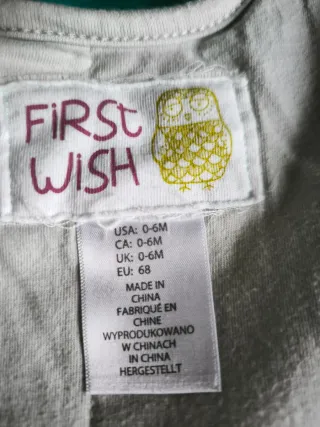 FiRSt
WiSH
USA: 0-6M
CA: 0-6M
UK: 0-6M
EU: 68
MADE IN
CHINA
FABRIQUÉ EN
CHINE
WYPRODUKOWANO
W CHINACH
IN CHINA
HERGESTELLT